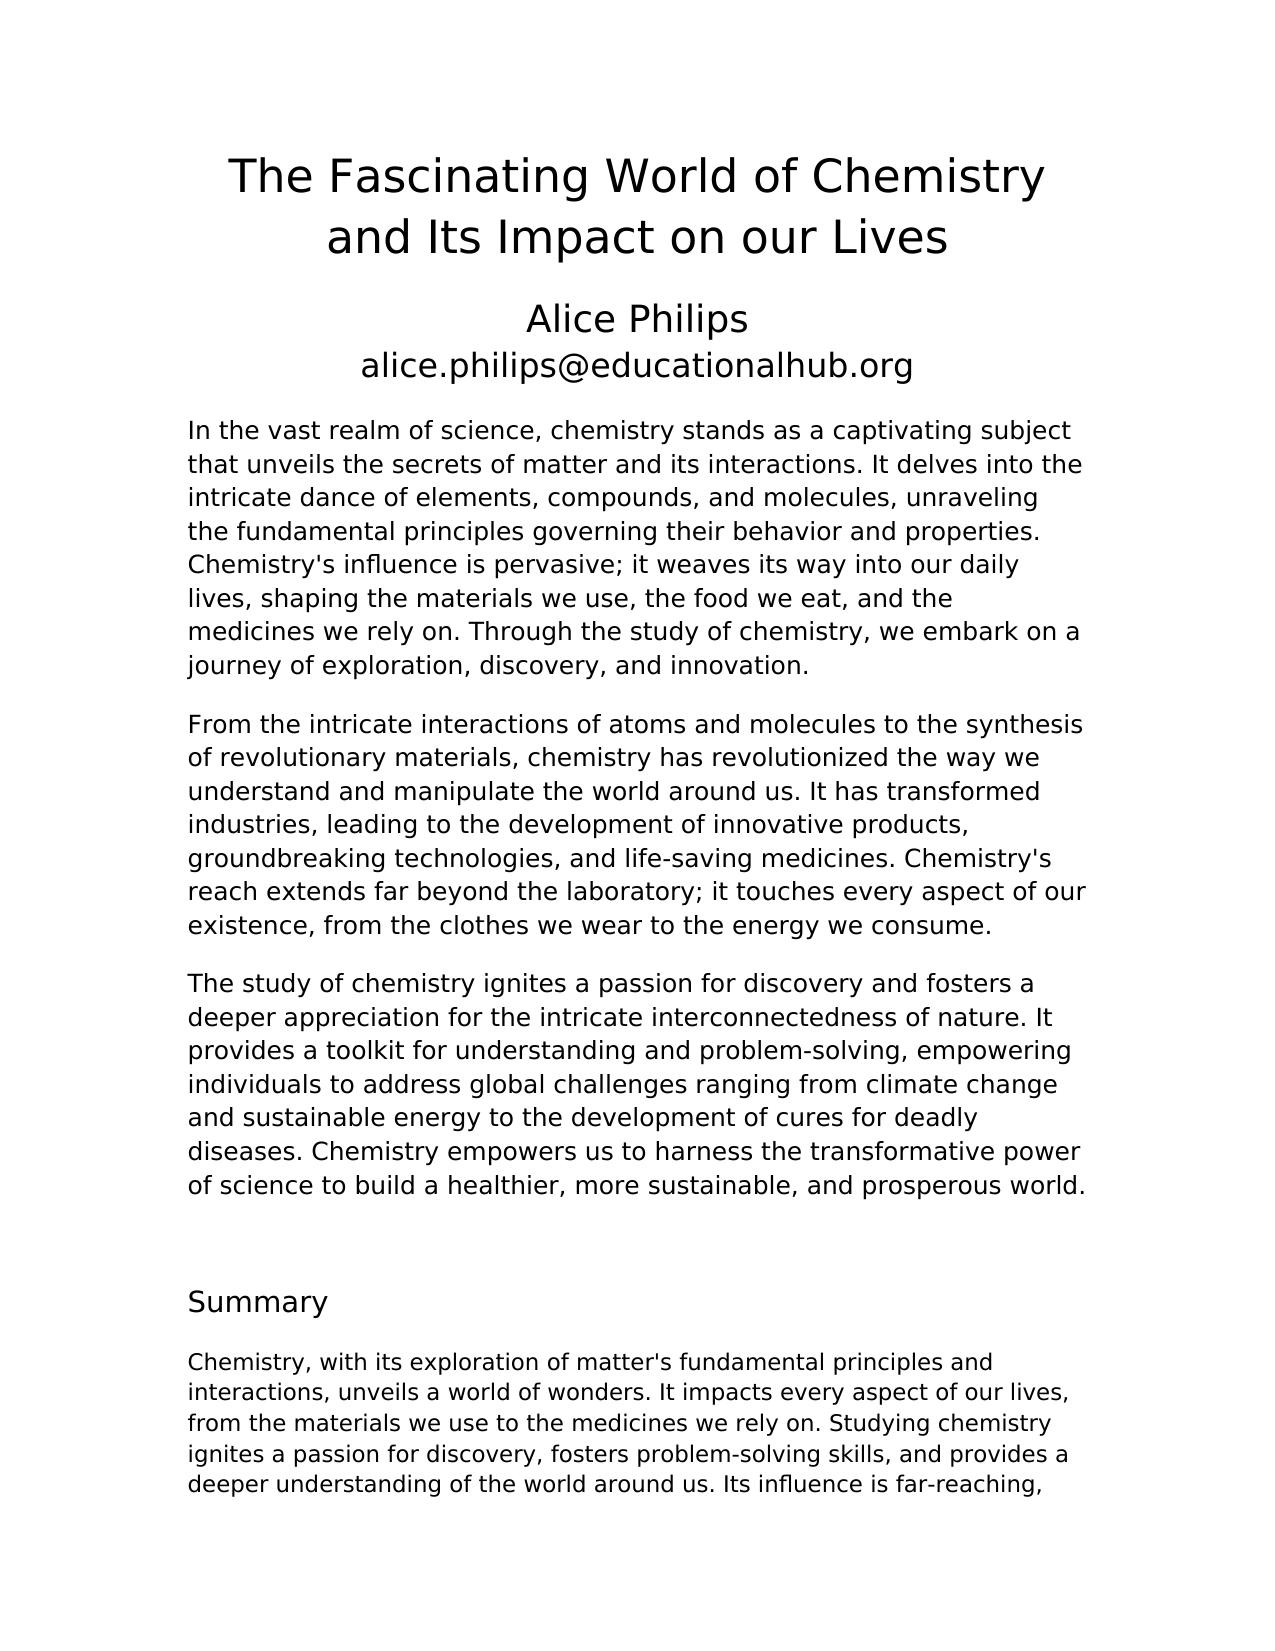 The Fascinating World of Chemistry
and Its Impact on our Lives
Alice Philips
alice.philips@educationalhub.org
In the vast realm of science, chemistry stands as a captivating subject
that unveils the secrets of matter and its interactions. It delves into the
intricate dance of elements, compounds, and molecules, unraveling
the fundamental principles governing their behavior and properties.
Chemistry's influence is pervasive; it weaves its way into our daily
lives, shaping the materials we use, the food we eat, and the
medicines we rely on. Through the study of chemistry, we embark on a
journey of exploration, discovery, and innovation.
From the intricate interactions of atoms and molecules to the synthesis
of revolutionary materials, chemistry has revolutionized the way we
understand and manipulate the world around us. It has transformed
industries, leading to the development of innovative products,
groundbreaking technologies, and life-saving medicines. Chemistry's
reach extends far beyond the laboratory; it touches every aspect of our
existence, from the clothes we wear to the energy we consume.
The study of chemistry ignites a passion for discovery and fosters a
deeper appreciation for the intricate interconnectedness of nature. It
provides a toolkit for understanding and problem-solving, empowering
individuals to address global challenges ranging from climate change
and sustainable energy to the development of cures for deadly
diseases. Chemistry empowers us to harness the transformative power
of science to build a healthier, more sustainable, and prosperous world.
Summary
Chemistry, with its exploration of matter's fundamental principles and
interactions, unveils a world of wonders. It impacts every aspect of our lives,
from the materials we use to the medicines we rely on. Studying chemistry
ignites a passion for discovery, fosters problem-solving skills, and provides a
deeper understanding of the world around us. Its influence is far-reaching,